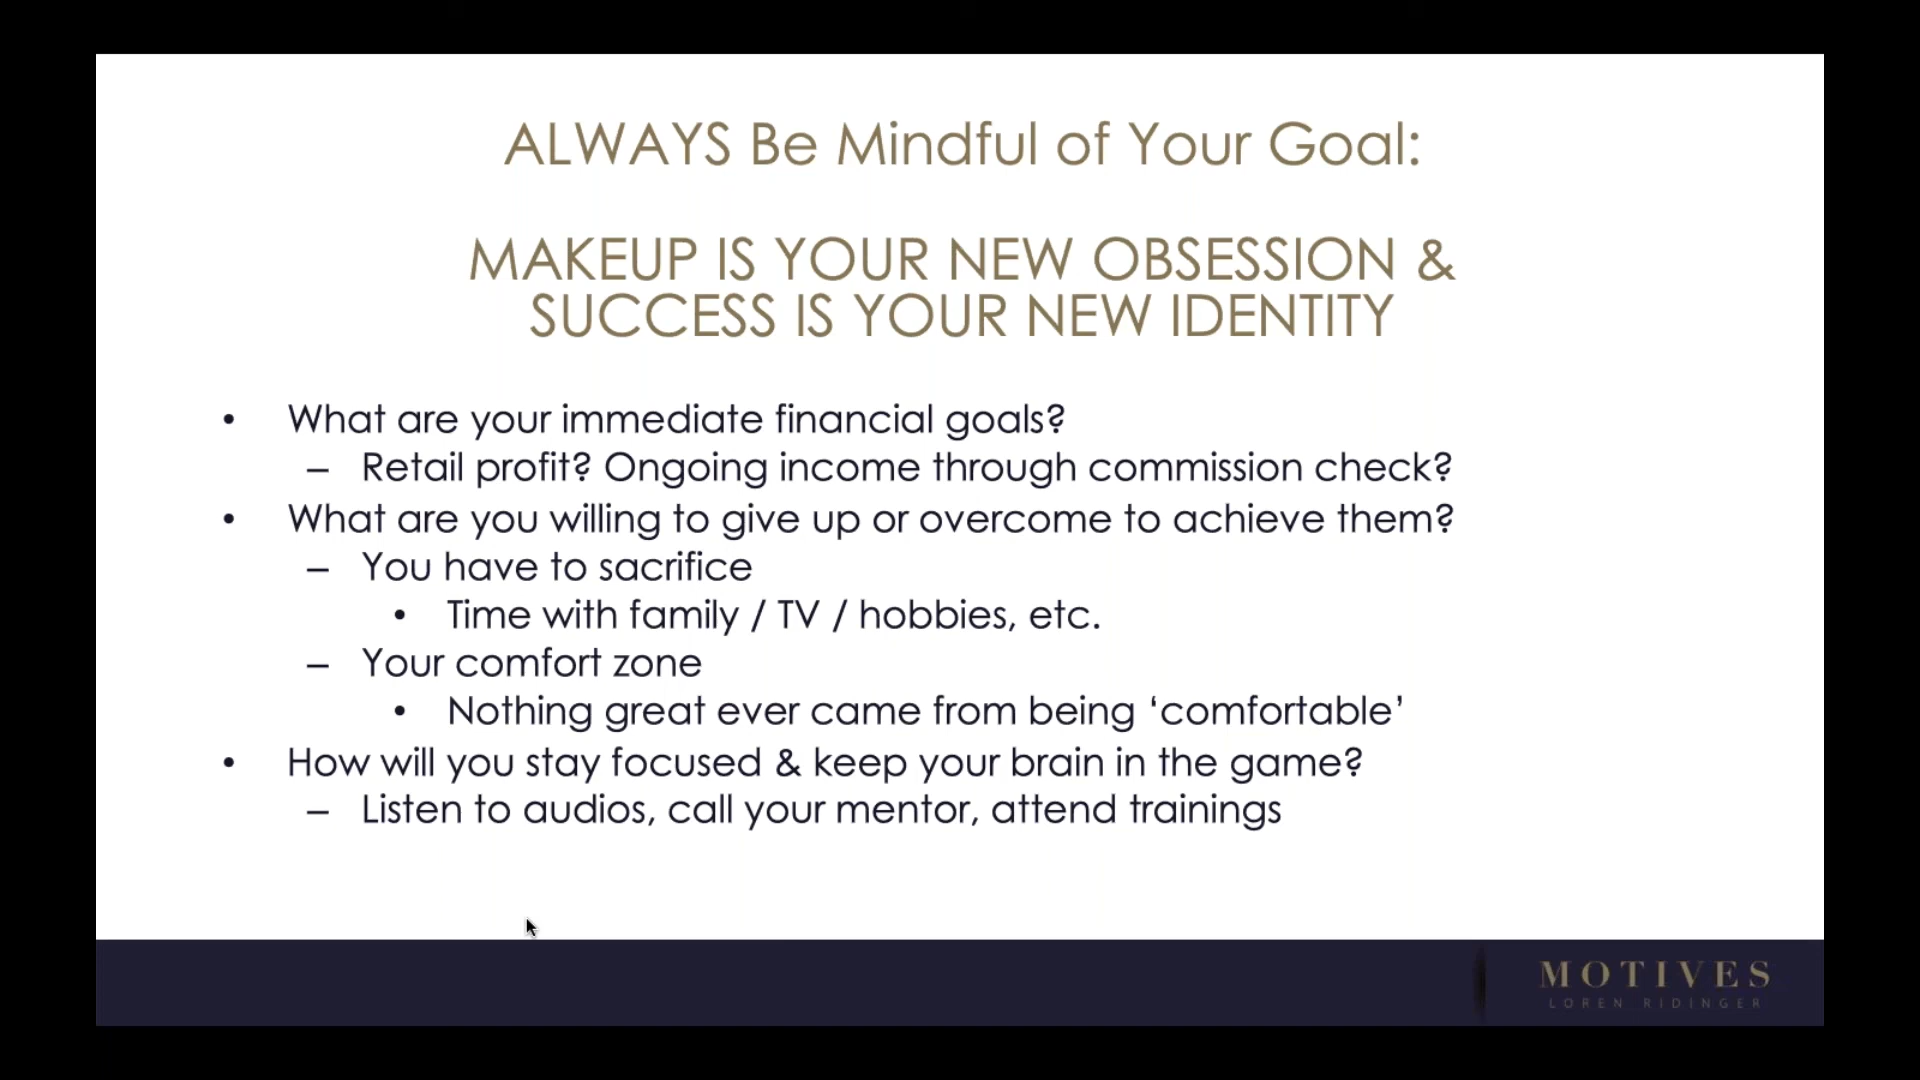 ALWAYS Be Mindful of Your Goal:
MAKEUP IS YOUR NEW OBSESSION &
SUCCESS IS YOUR NEW IDENTITY
• What are your immediate financial goals?
– Retail profit? Ongoing income through commission check?
• What are you willing to give up or overcome to achieve them?
– You have to sacrifice
• Time with family / TV / hobbies, etc.
– Your comfort zone
• Nothing great ever came from being ‘comfortable’
• How will you stay focused & keep your brain in the game?
– Listen to audios, call your mentor, attend trainings
MOTIVES
LOREN RIDINGER